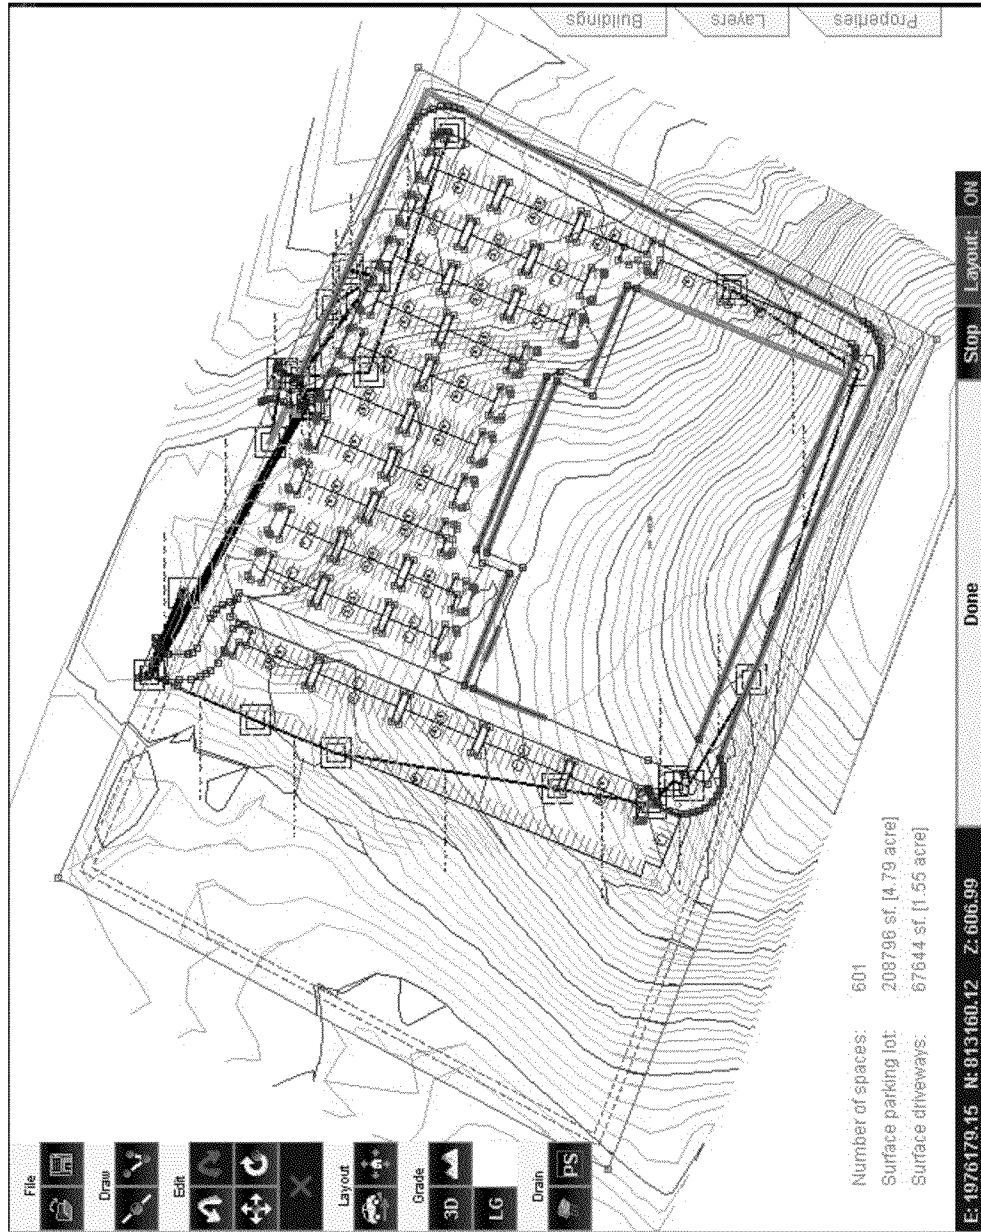 File
Draw
Edit
Layout
Grade
3D
LG
Drain
PS
Buildings
Layers
Properties
Number of spaces: 601
Surface parking lot: 208796 sf. [4.79 acre]
Surface driveways: 67644 sf. [1.55 acre]
E: 1976179.15 N: 813160.12 Z: 606.99
Done
Stop
Layout: ON